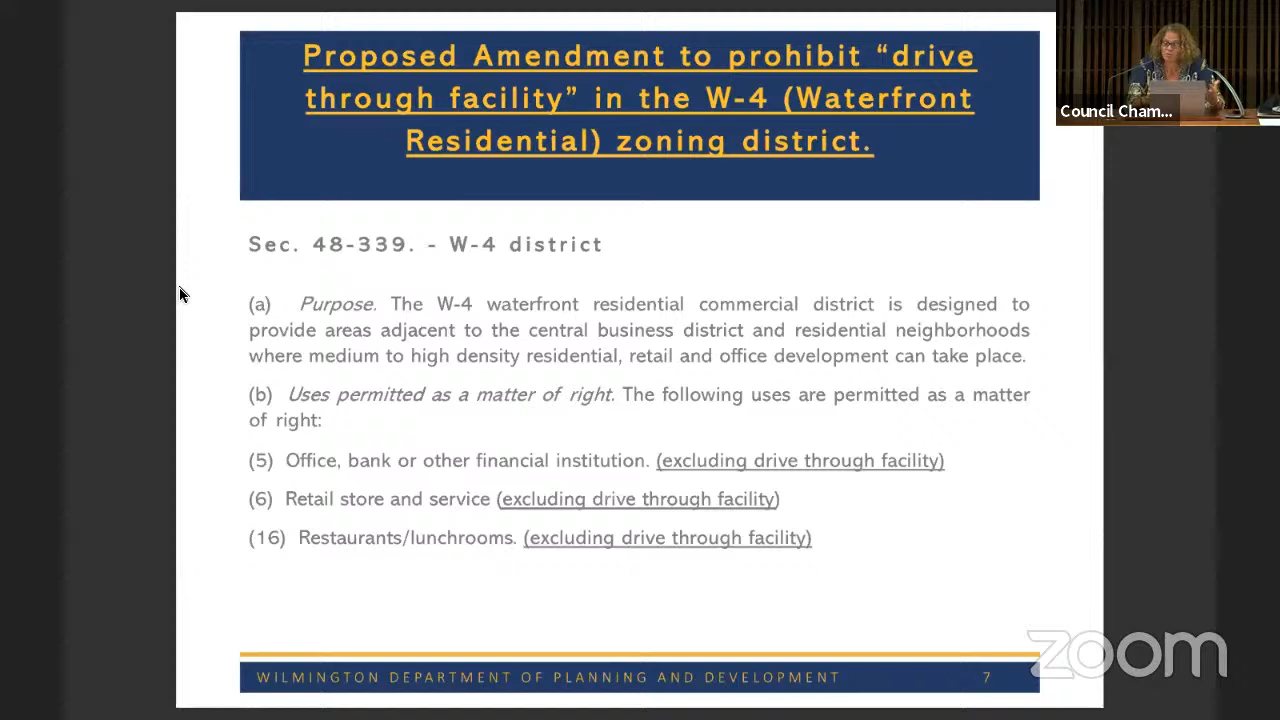 Proposed Amendment to prohibit “drive
through facility” in the W-4 (Waterfront
Residential) zoning district.
Council Cham...
Sec. 48-339. - W-4 district
(a) Purpose. The W-4 waterfront residential commercial district is designed to
provide areas adjacent to the central business district and residential neighborhoods
where medium to high density residential, retail and office development can take place.
(b) Uses permitted as a matter of right. The following uses are permitted as a matter
of right:
(5) Office, bank or other financial institution. (excluding drive through facility)
(6) Retail store and service (excluding drive through facility)
(16) Restaurants/lunchrooms. (excluding drive through facility)
WILMINGTON DEPARTMENT OF PLANNING AND DEVELOPMENT 7
zoom